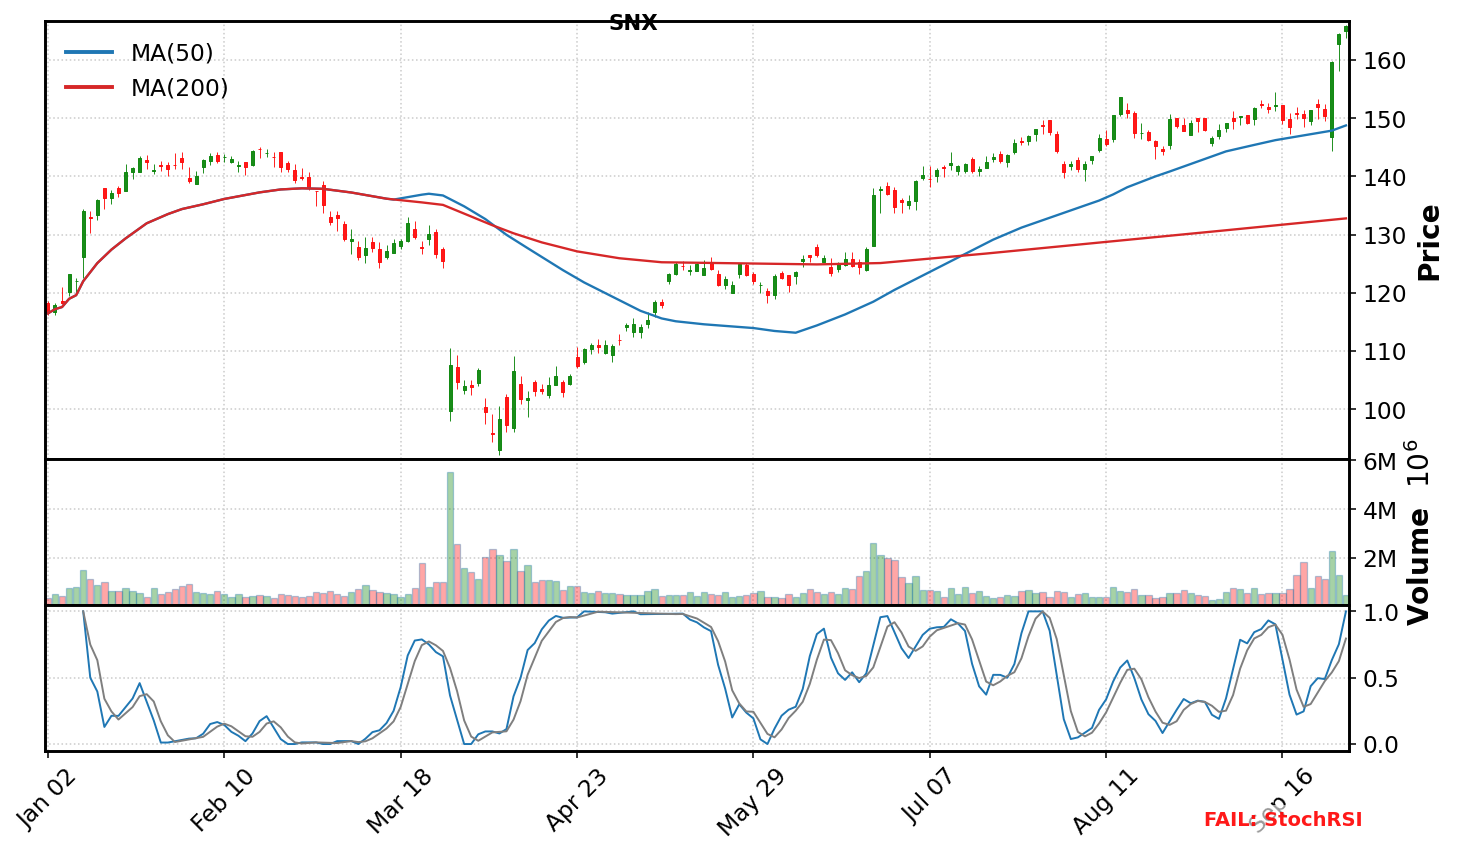 SNX
MA(50)
MA(200)
160
150
140
130
120
110
100
Price
6M
4M
2M
Volume 10^6
1.0
0.5
0.0
Jan 02
Feb 10
Mar 18
Apr 23
May 29
Jul 07
Aug 11
Sep 16
FAIL: StochRSI